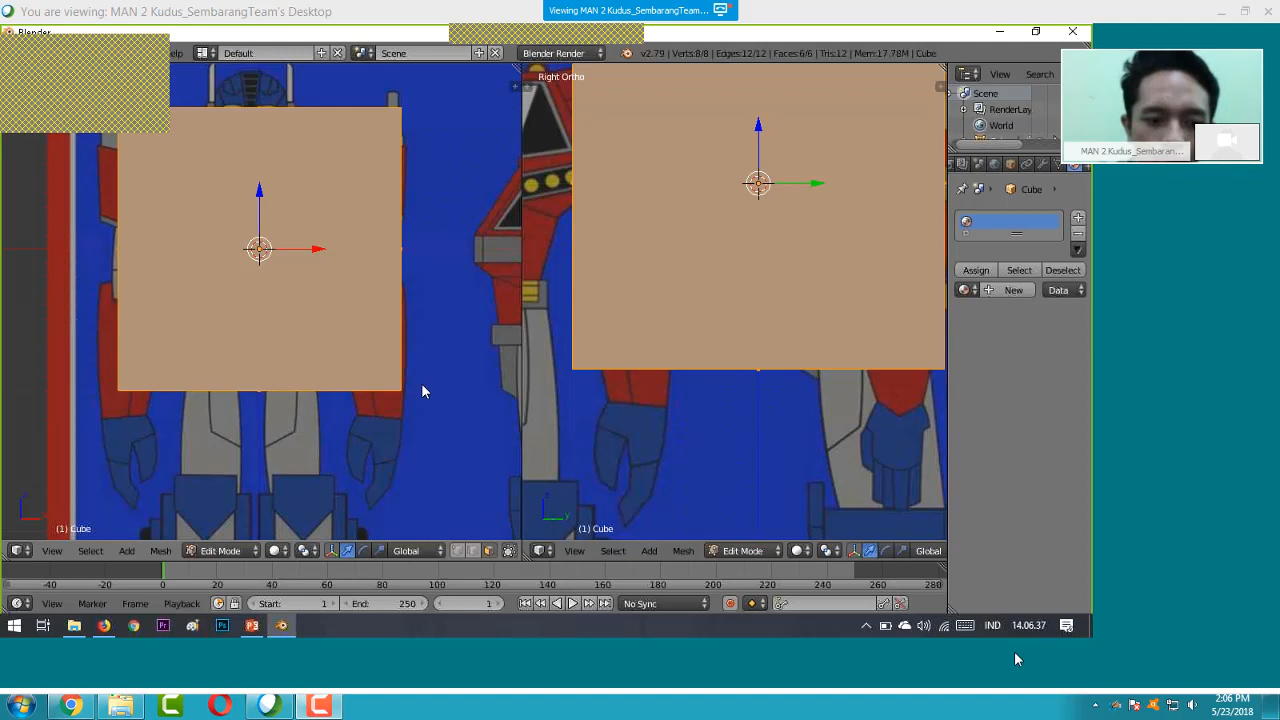 You are viewing: MAN 2 Kudus_SembarangTeam's Desktop
Viewing MAN 2 Kudus_SembarangTeam...
Blender
elp
Default
Scene
Blender Render
v2.79 | Verts:8/8 | Edges:12/12 | Faces:6/6 | Tris:12 | Mem:17.78M | Cube
Right Ortho
View
Search
Scene
RenderLay
World
MAN 2 Kudus_Sembaran...
Cube
Assign
Select
Deselect
New
Data
(1) Cube
(1) Cube
View
Select
Add
Mesh
Edit Mode
Global
View
Select
Add
Mesh
Edit Mode
Global
-40
-20
0
20
40
60
80
100
120
140
160
180
200
220
240
260
280
View
Marker
Frame
Playback
Start:
1
End:
250
1
No Sync
IND
14.06.37
2:06 PM
5/23/2018